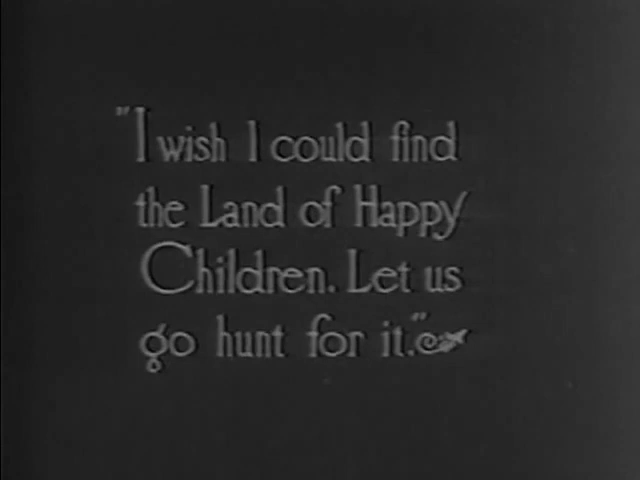 "I wish I could find
the Land of Happy
Children. Let us
go hunt for it."